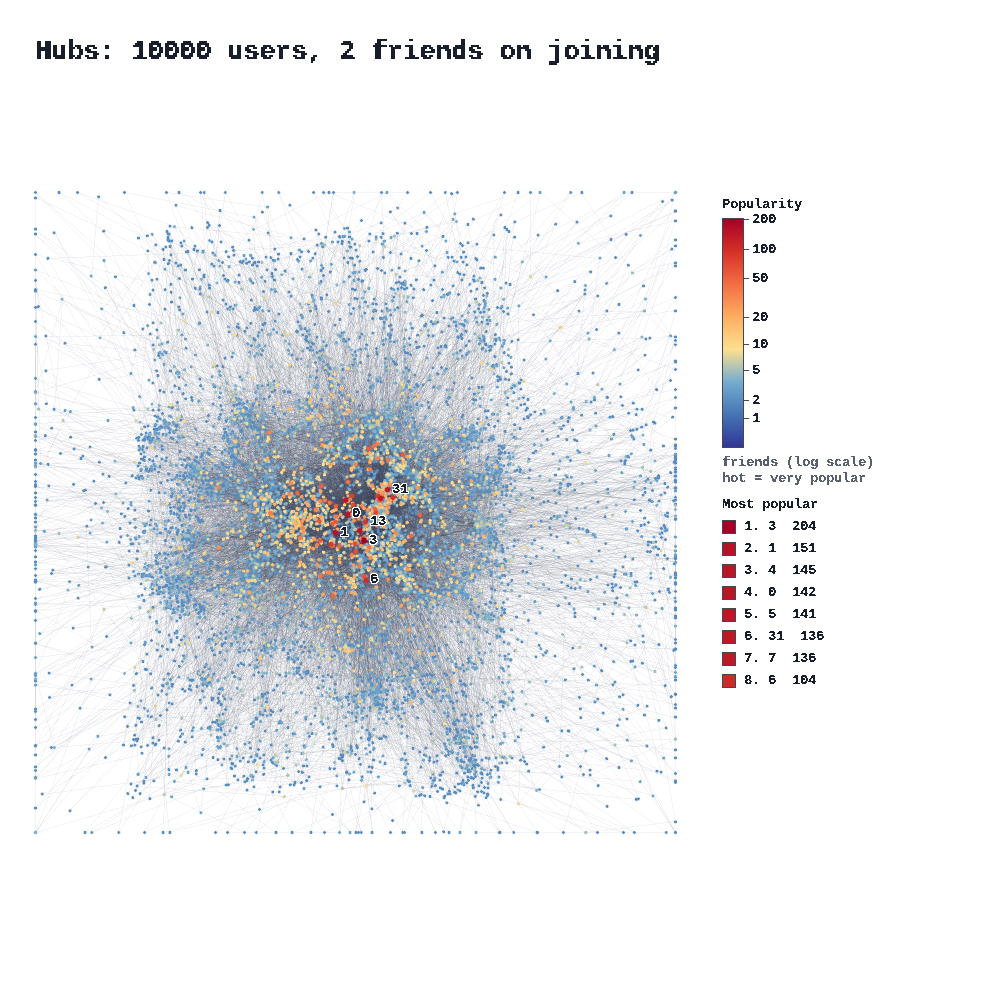 Hubs: 10000 users, 2 friends on joining
Popularity
200
100
50
20
10
5
2
1
friends (log scale)
hot = very popular
Most popular
1. 3 204
2. 1 151
3. 4 145
4. 0 142
5. 5 141
6. 31 136
7. 7 136
8. 6 104
31
0
13
1
3
6